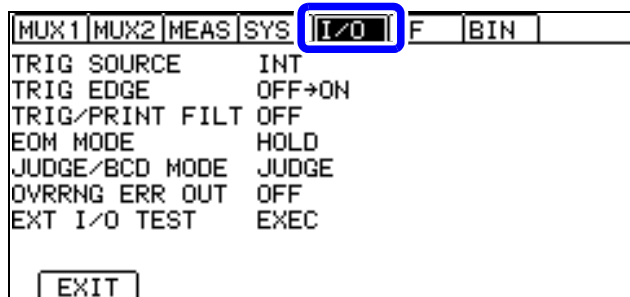 MUX1 MUX2 MEAS SYS I/O F BIN
TRIG SOURCE INT
TRIG EDGE OFF→ON
TRIG/PRINT FILT OFF
EOM MODE HOLD
JUDGE/BCD MODE JUDGE
OVRRNG ERR OUT OFF
EXT I/O TEST EXEC
EXIT